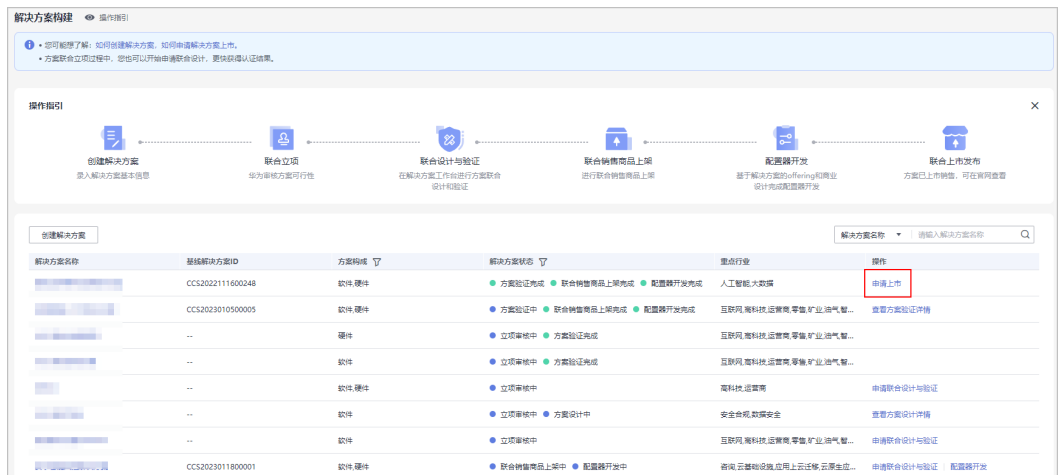 解决方案构建 操作指引
• 您可能想了解：如何创建解决方案，如何申请解决方案上市。
• 方案联合立项过程中，您也可以开始申请联合设计，更快获得认证结果。
操作指引
创建解决方案 联合立项 联合设计与验证 联合销售商品上架 配置器开发 联合上市发布
录入解决方案基本信息 华为审核方案可行性 在解决方案工作台进行方案联合 进行联合销售商品上架 基于解决方案的offering和商业 方案已上市销售，可在官网查看
设计和验证 设计完成配置器开发
创建解决方案 解决方案名称 请输入解决方案名称
解决方案名称 基线解决方案ID 方案构成 解决方案状态 重点行业 操作
CCS2022111600248 软件,硬件 方案验证完成 联合销售商品上架完成 配置器开发完成 人工智能,大数据 申请上市
CCS2023010500005 软件,硬件 方案验证中 联合销售商品上架完成 配置器开发完成 互联网,高科技,运营商,零售,矿业,油气,智... 查看方案验证详情
-- 硬件 立项审核中 方案验证完成 互联网,高科技,运营商,零售,矿业,油气,智...
-- 软件 立项审核中 方案验证完成 互联网,高科技,运营商,零售,矿业,油气,智...
-- 软件,硬件 立项审核中 高科技,运营商 申请联合设计与验证
-- 软件 立项审核中 方案设计中 安全合规,数据安全 查看方案设计详情
-- 软件 立项审核中 互联网,高科技,运营商,零售,矿业,油气,智... 申请联合设计与验证
CCS2023011800001 软件,硬件 联合销售商品上架中 配置器开发中 咨询,云基础设施,应用上云迁移,云原生应... 申请联合设计与验证 配置器开发